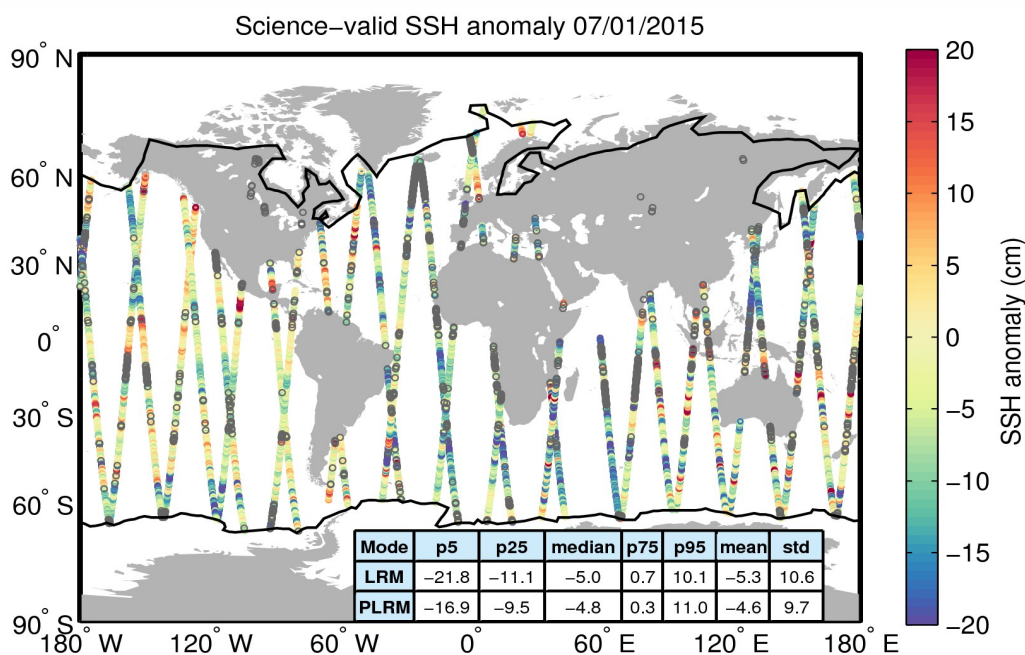 Science−valid SSH anomaly 07/01/2015
90° N
60° N
30° N
0°
30° S
60° S
90° S
180° W
120° W
60° W
0°
60° E
120° E
180° E
20
15
10
5
0
−5
−10
−15
−20
SSH anomaly (cm)
Mode p5 p25 median p75 p95 mean std
LRM −21.8 −11.1 −5.0 0.7 10.1 −5.3 10.6
PLRM −16.9 −9.5 −4.8 0.3 11.0 −4.6 9.7